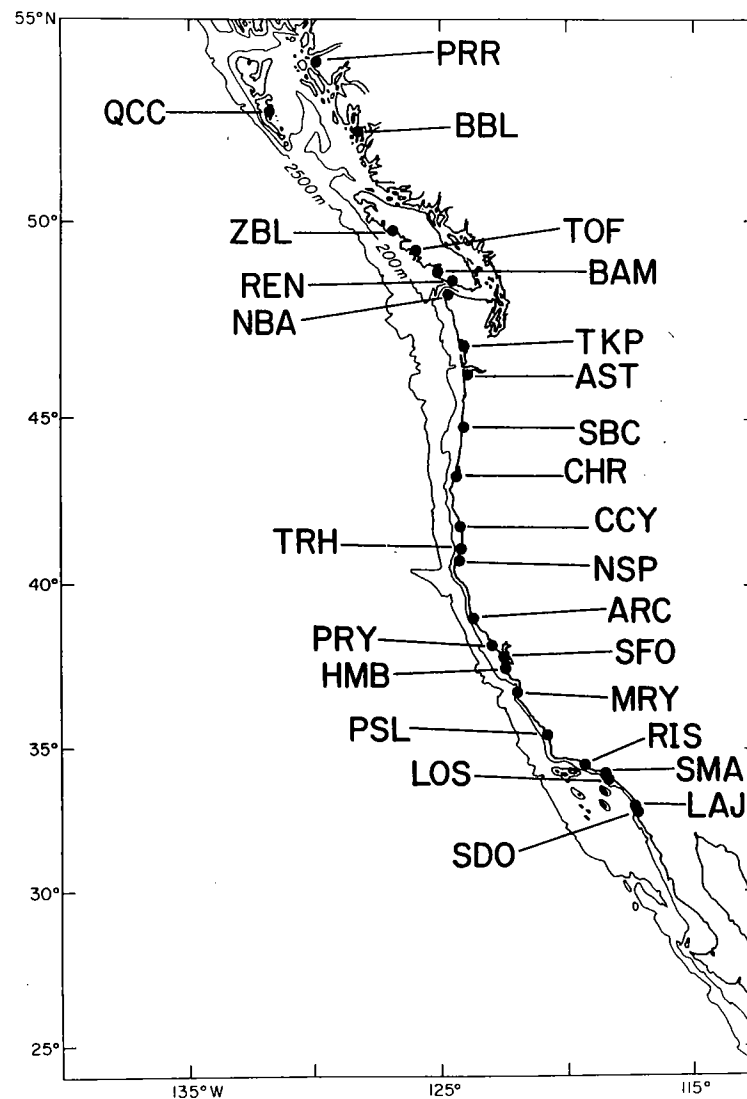 55°N
PRR
QCC
BBL
2500m
50°
ZBL
TOF
200m
BAM
REN
NBA
TKP
AST
45°
SBC
CHR
CCY
TRH
NSP
40°
ARC
PRY
SFO
HMB
MRY
PSL
RIS
35°
SMA
LOS
LAJ
SDO
30°
25°
135°W
125°
115°